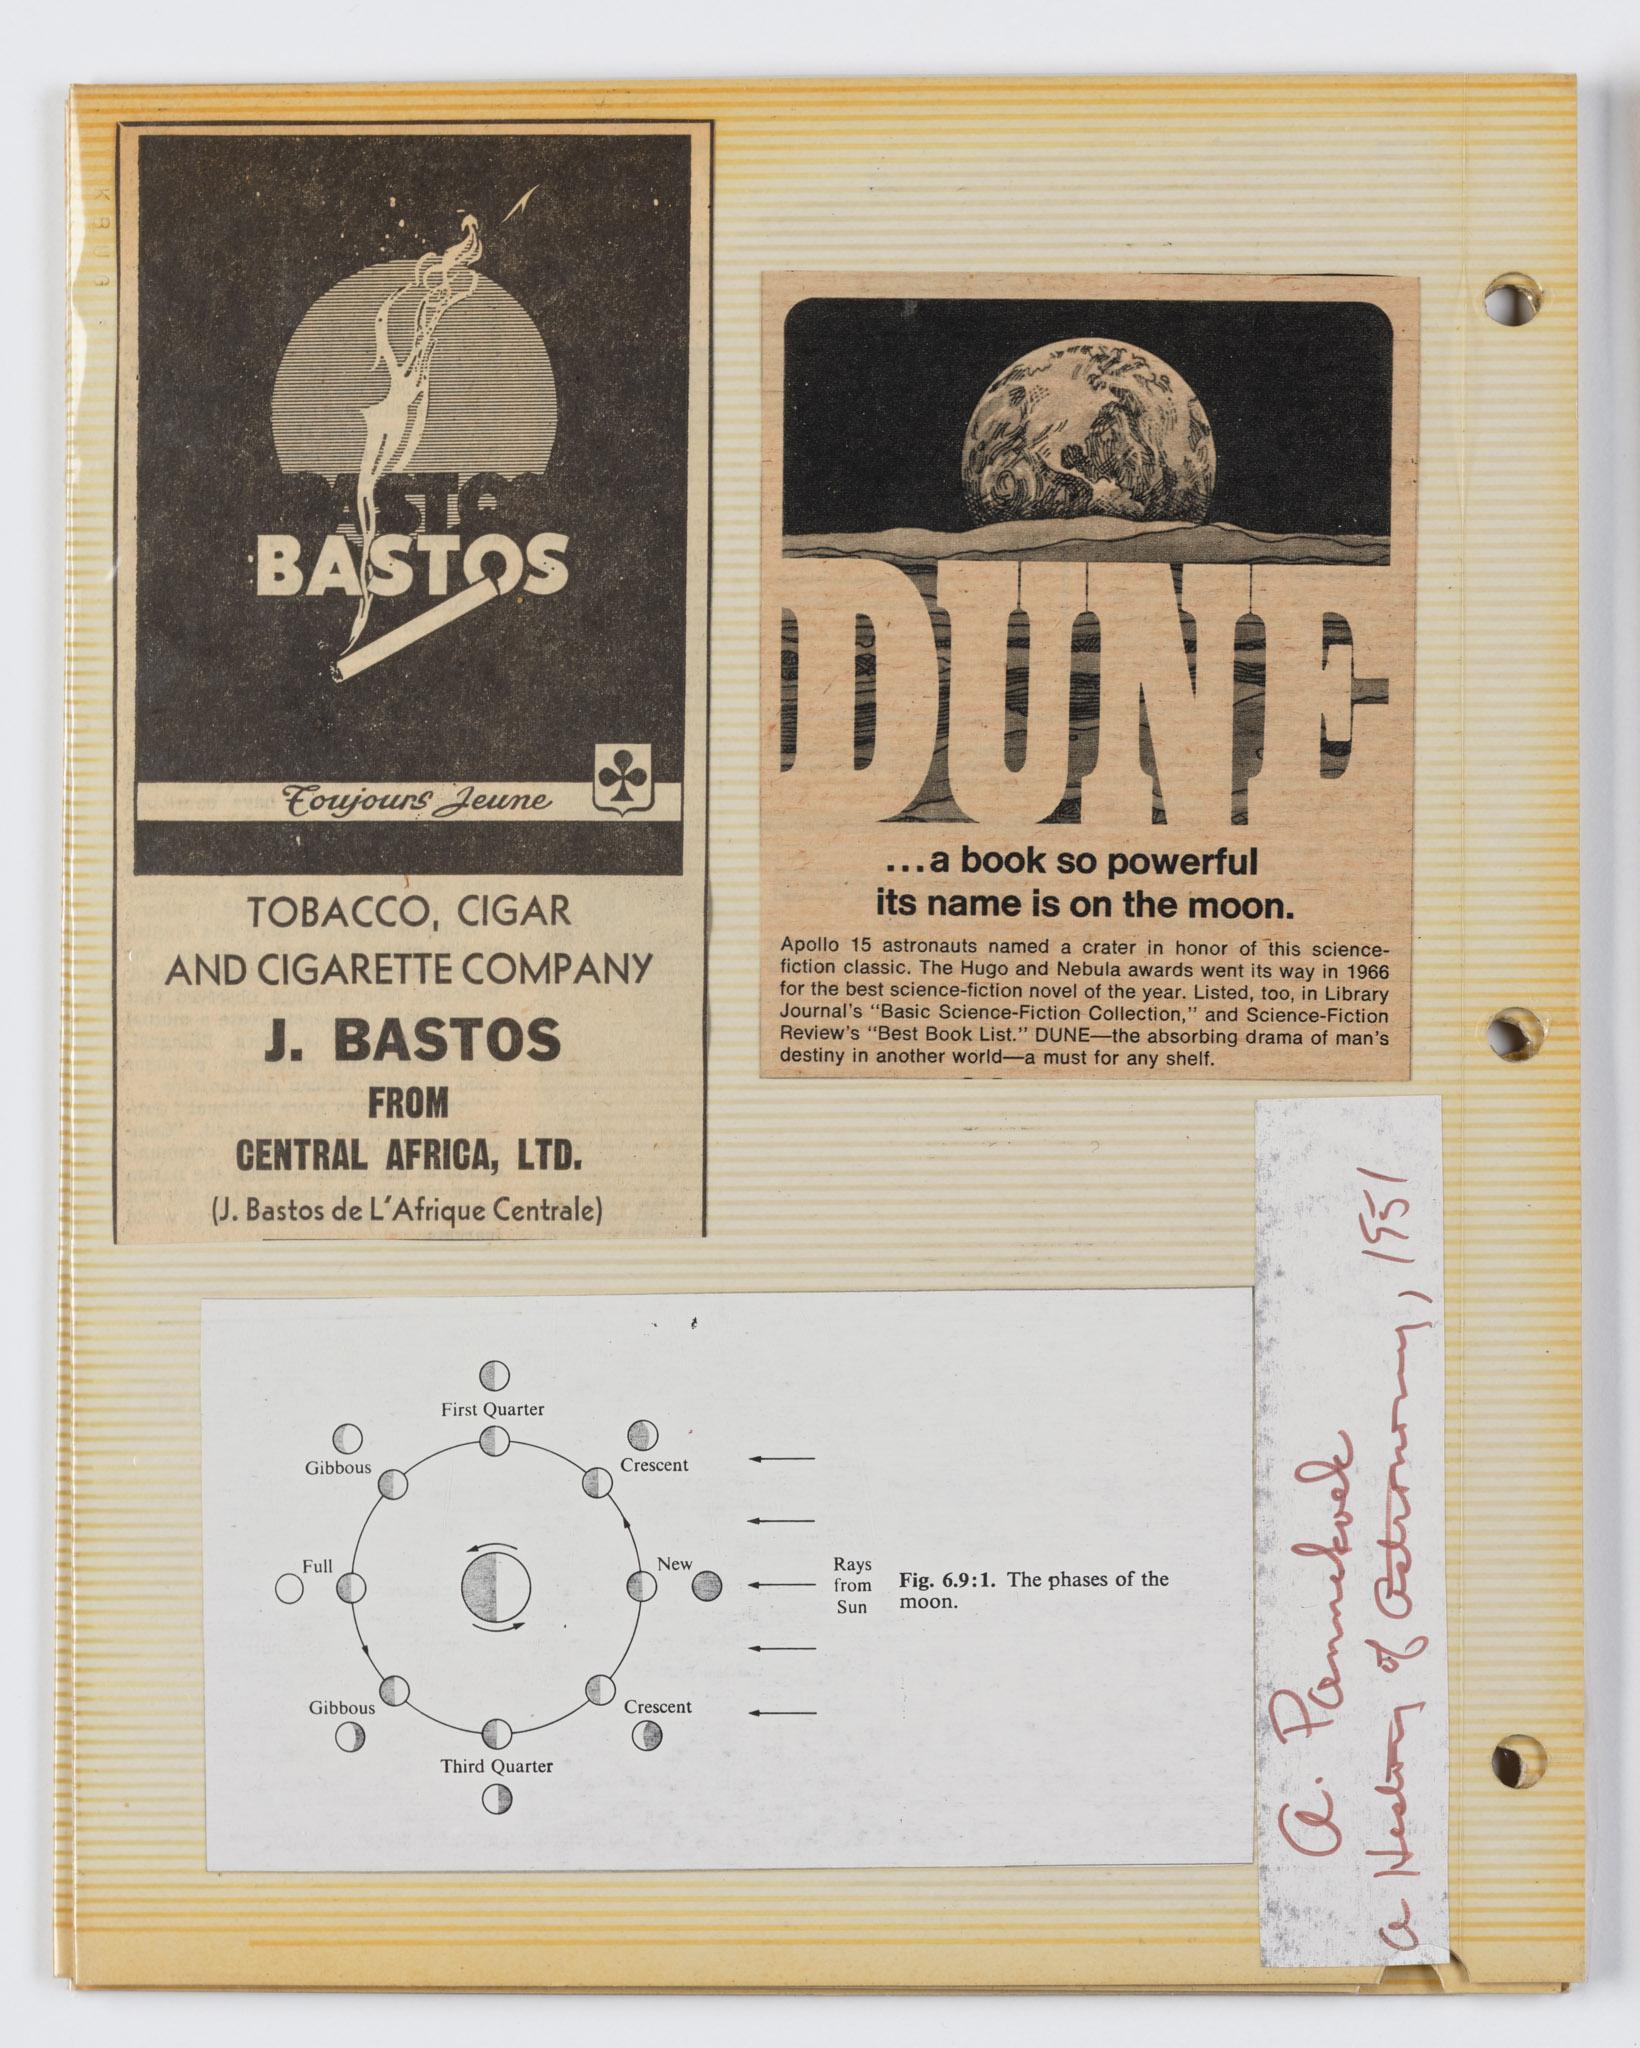 BASTOS
BASTOS
Toujours Jeune
TOBACCO, CIGAR
AND CIGARETTE COMPANY
J. BASTOS
FROM
CENTRAL AFRICA, LTD.
(J. Bastos de L'Afrique Centrale)
DUNE
...a book so powerful
its name is on the moon.
Apollo 15 astronauts named a crater in honor of this science-
fiction classic. The Hugo and Nebula awards went its way in 1966
for the best science-fiction novel of the year. Listed, too, in Library
Journal's "Basic Science-Fiction Collection," and Science-Fiction
Review's "Best Book List." DUNE—the absorbing drama of man's
destiny in another world—a must for any shelf.
First Quarter
Gibbous
Crescent
Full
New
Gibbous
Crescent
Third Quarter
Rays
from
Sun
Fig. 6.9:1. The phases of the
moon.
A. Pannekoek
A History of Astronomy, 1951